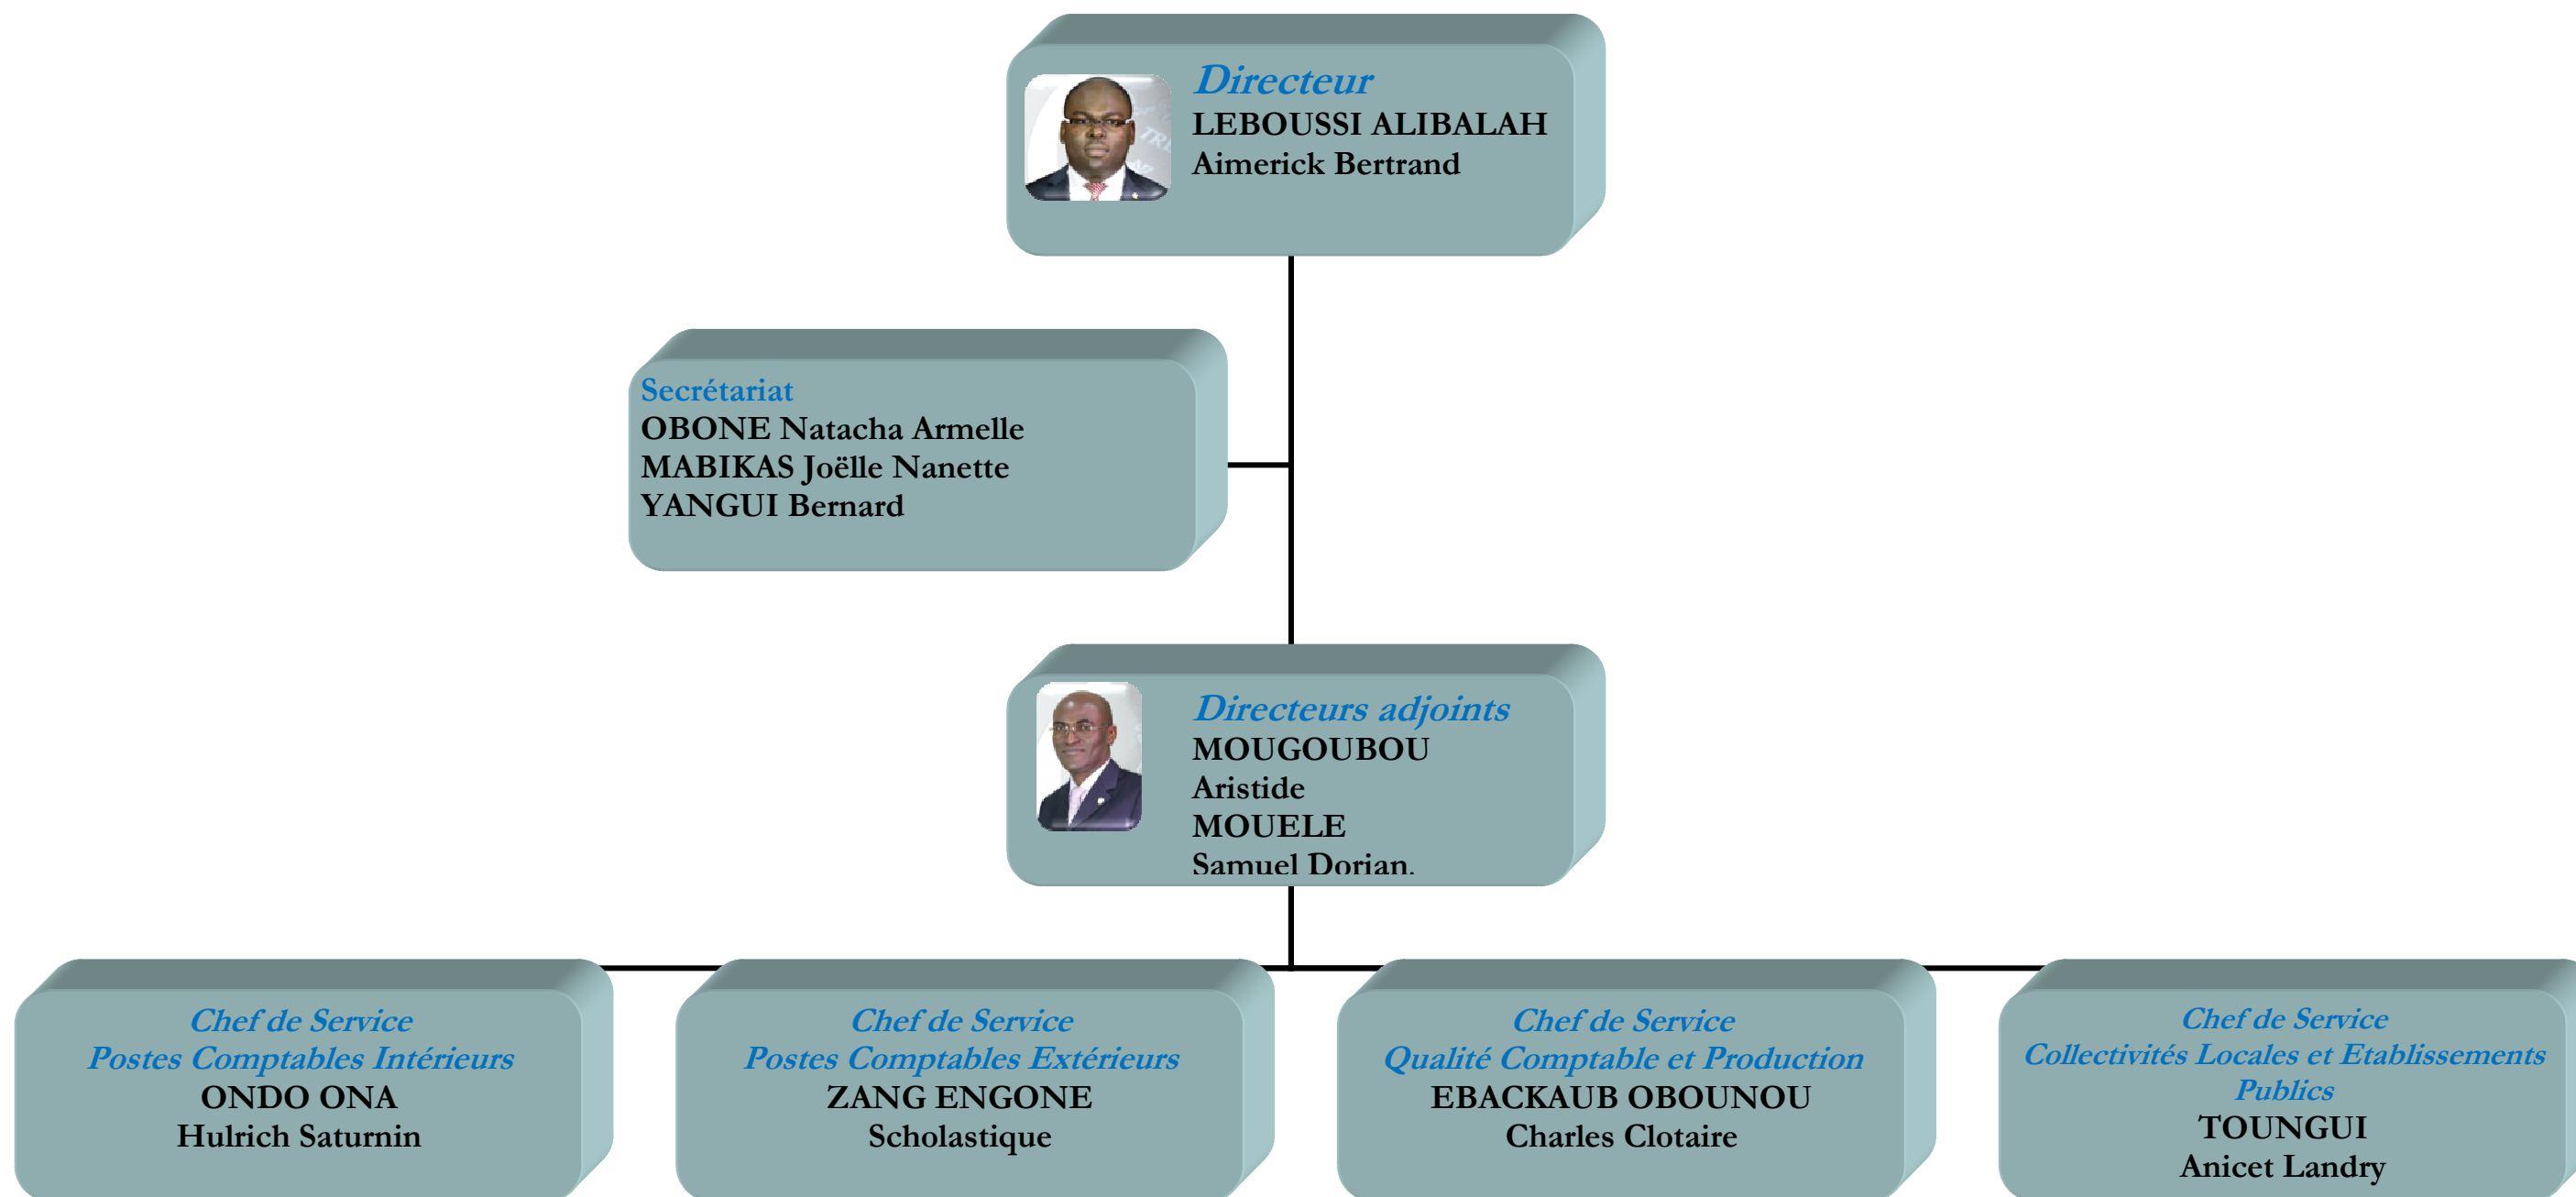 Directeur
LEBOUSSI ALIBALAH
Aimerick Bertrand
Secrétariat
OBONE Natacha Armelle
MABIKAS Joëlle Nanette
YANGUI Bernard
Directeurs adjoints
MOUGOUBOU
Aristide
MOUELE
Samuel Dorian.
Chef de Service
Postes Comptables Intérieurs
ONDO ONA
Hulrich Saturnin
Chef de Service
Postes Comptables Extérieurs
ZANG ENGONE
Scholastique
Chef de Service
Qualité Comptable et Production
EBACKAUB OBOUNOU
Charles Clotaire
Chef de Service
Collectivités Locales et Etablissements
Publics
TOUNGUI
Anicet Landry